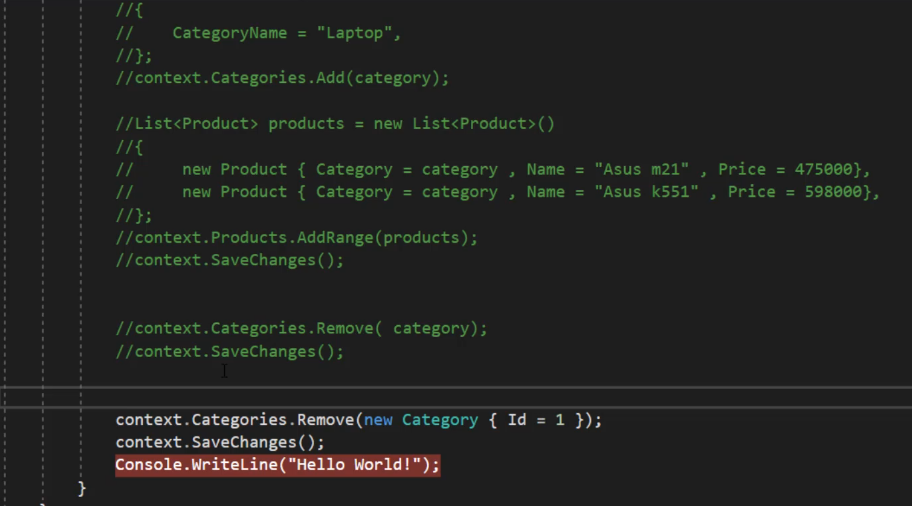 //{
//    CategoryName = "Laptop",
//};
//context.Categories.Add(category);
//List<Product> products = new List<Product>()
//{
//     new Product { Category = category , Name = "Asus m21" , Price = 475000},
//     new Product { Category = category , Name = "Asus k551" , Price = 598000},
//};
//context.Products.AddRange(products);
//context.SaveChanges();
//context.Categories.Remove( category);
//context.SaveChanges();
context.Categories.Remove(new Category { Id = 1 });
context.SaveChanges();
Console.WriteLine("Hello World!");
}